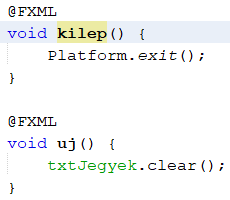 @FXML
void kilep() {
    Platform.exit();
}

@FXML
void uj() {
    txtJegyek.clear();
}